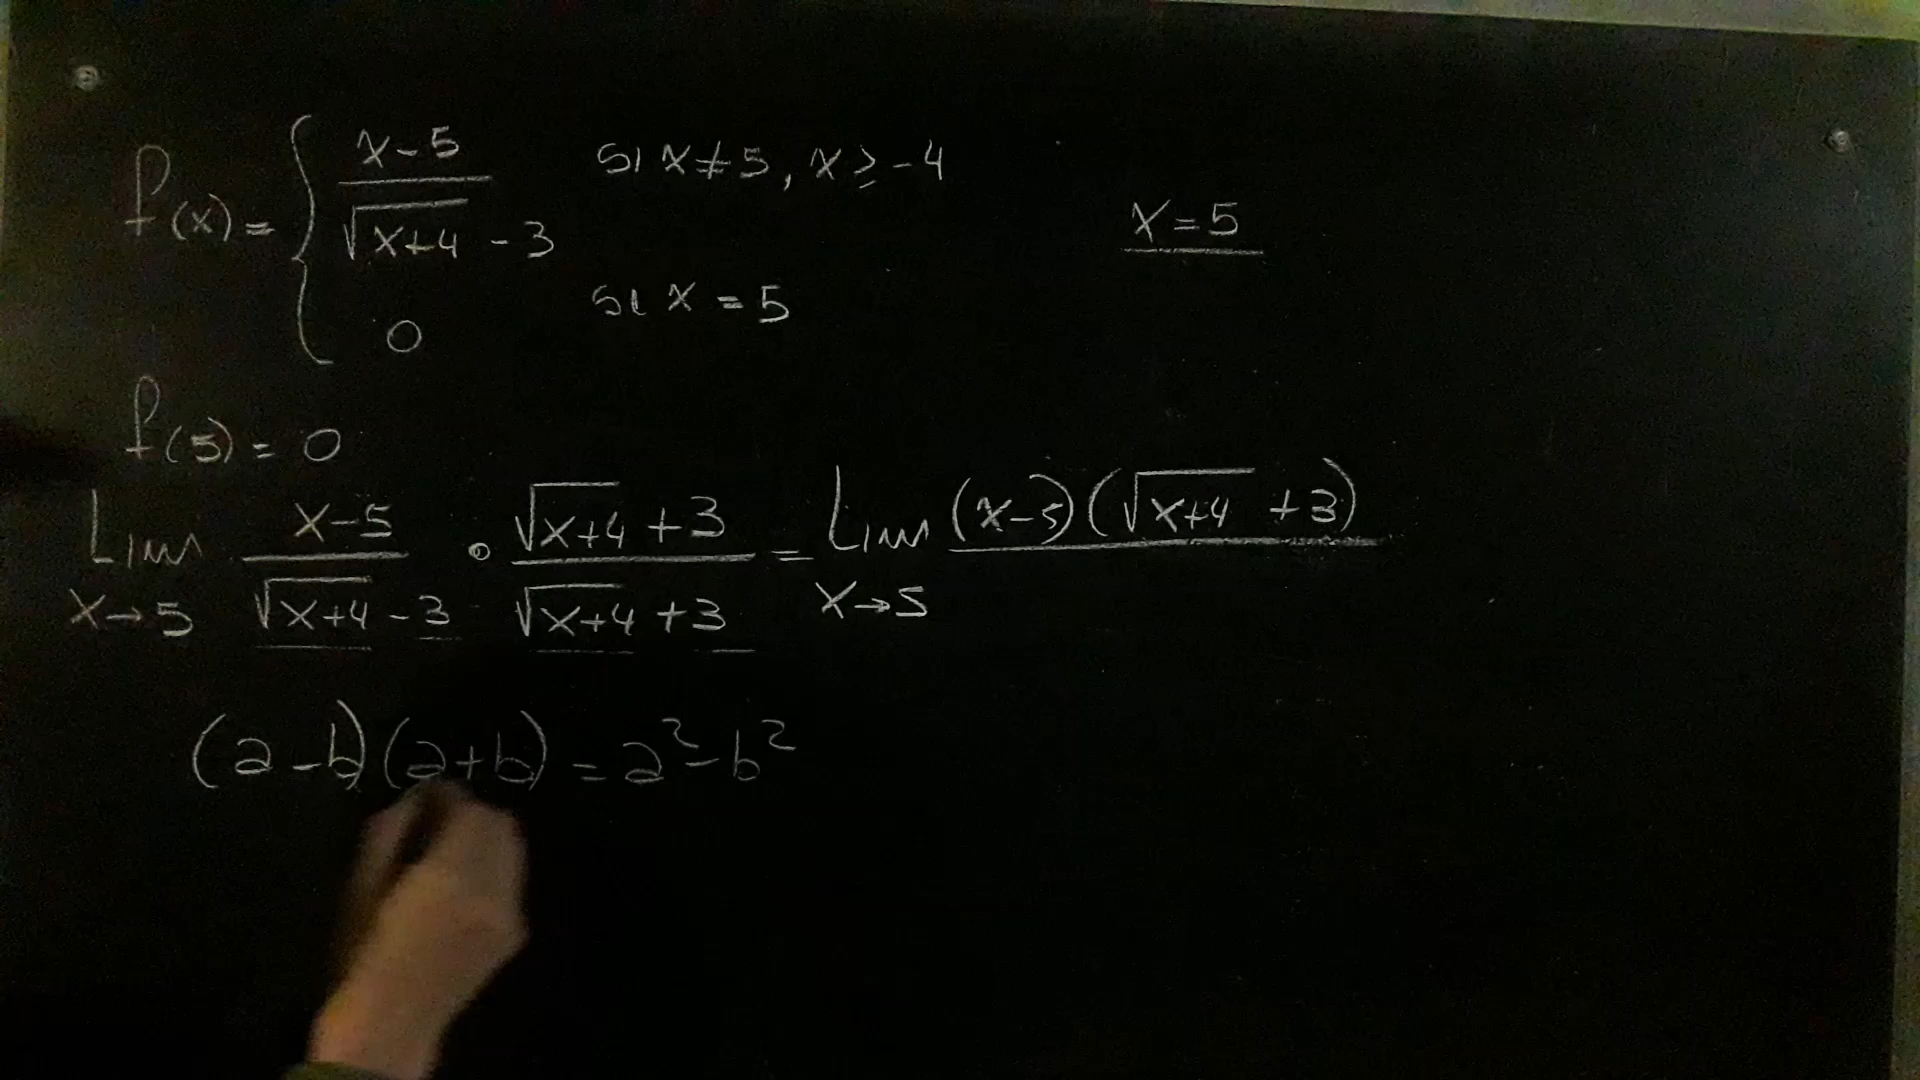 f(x) = { x-5 / √x+4 - 3 si x≠5, x ≥ -4
0 si x = 5
x = 5
f(5) = 0
Lim x→5 x-5 / √x+4 - 3 · √x+4 + 3 / √x+4 + 3 = Lim x→5 (x-5)(√x+4 + 3)
(a-b)(a+b) = a²-b²